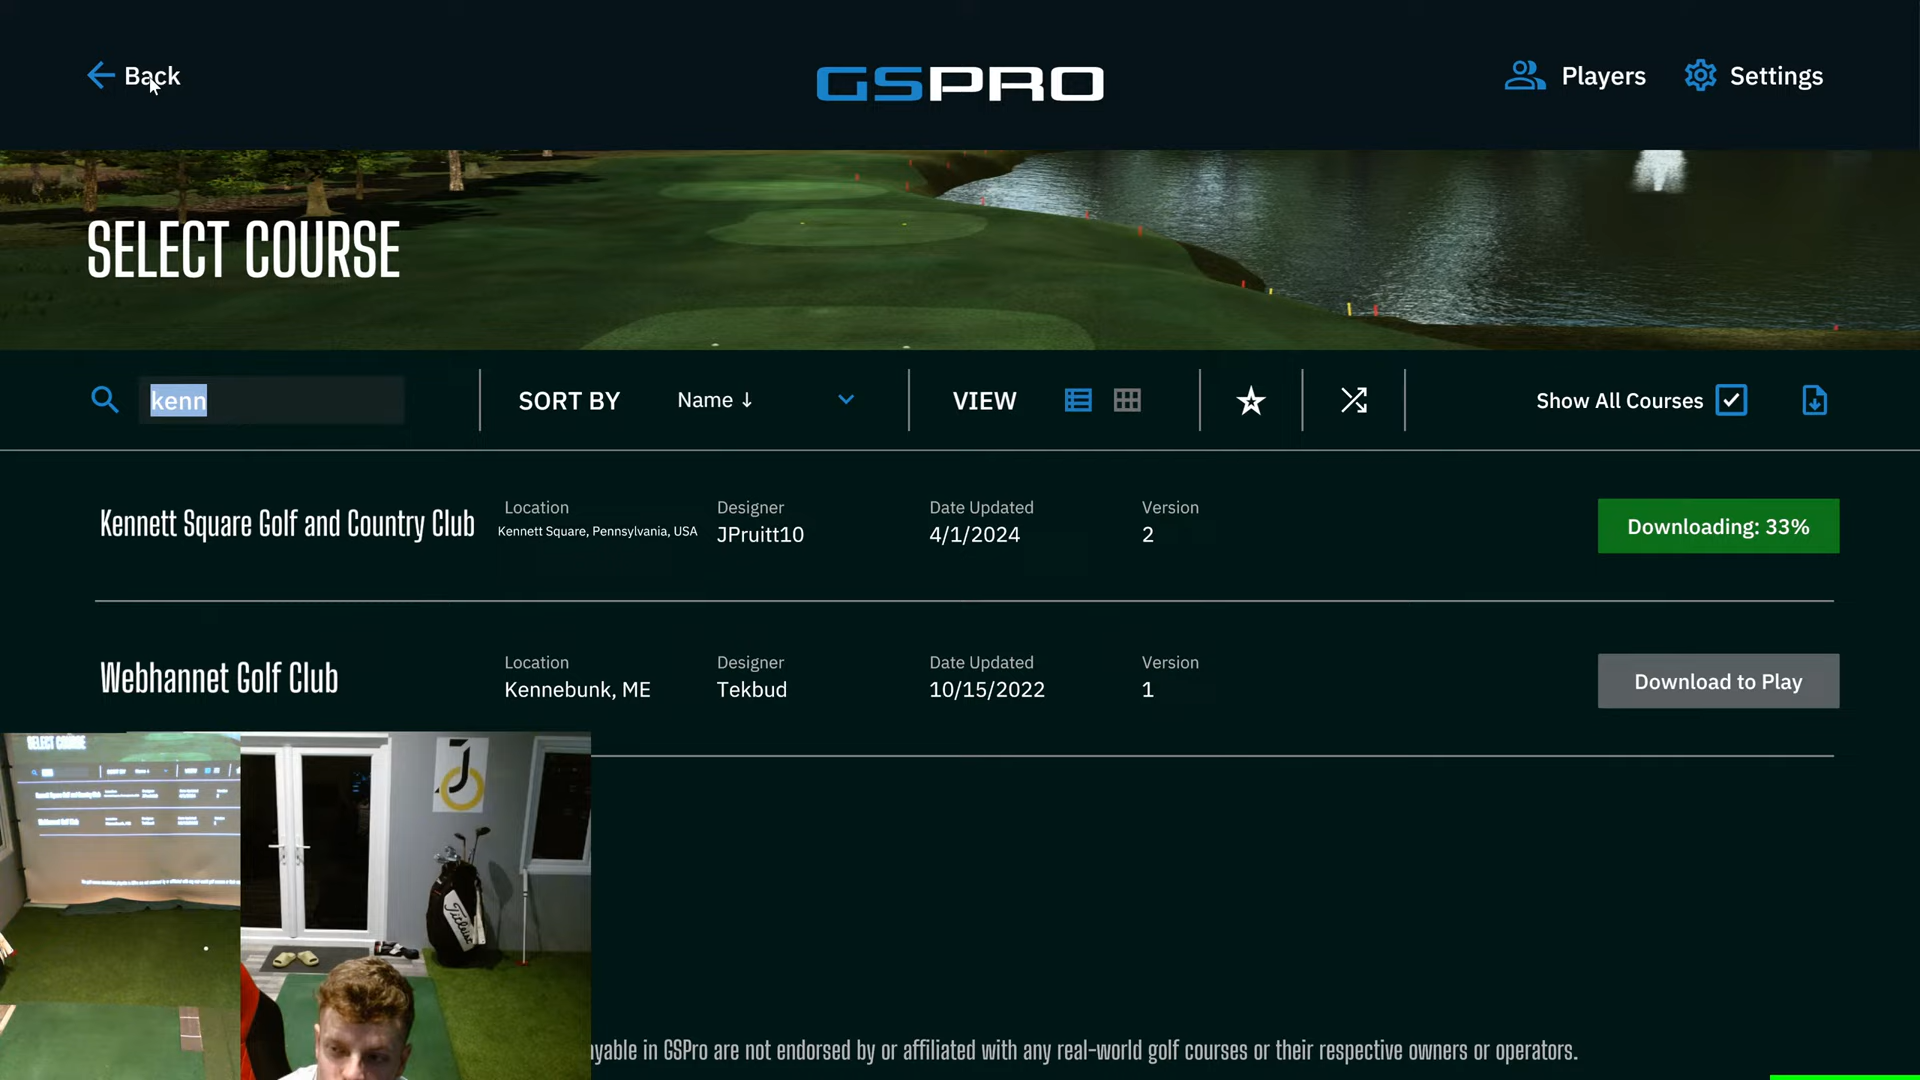 Back
GSPRO
Players
Settings
SELECT COURSE
kenn
SORT BY
Name ↓
VIEW
Show All Courses
Kennett Square Golf and Country Club
Location
Kennett Square, Pennsylvania, USA
Designer
JPruitt10
Date Updated
4/1/2024
Version
2
Downloading: 33%
Webhannet Golf Club
Location
Kennebunk, ME
Designer
Tekbud
Date Updated
10/15/2022
Version
1
Download to Play
SELECT COURSE
Titleist
in GSPro are not endorsed by or affiliated with any real-world golf courses or their respective owners or operators.